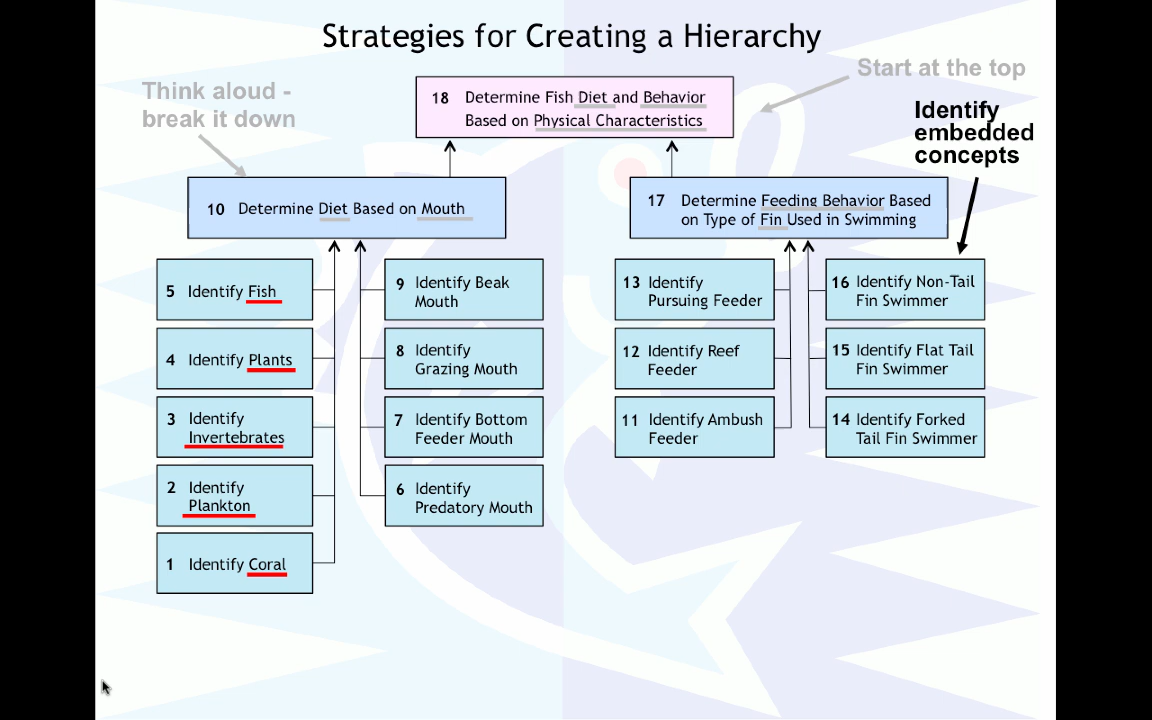 Strategies for Creating a Hierarchy
Think aloud -
break it down
Start at the top
Identify
embedded
concepts
18 Determine Fish Diet and Behavior
Based on Physical Characteristics
10 Determine Diet Based on Mouth
17 Determine Feeding Behavior Based
on Type of Fin Used in Swimming
5 Identify Fish
4 Identify Plants
3 Identify
Invertebrates
2 Identify
Plankton
1 Identify Coral
9 Identify Beak
Mouth
8 Identify
Grazing Mouth
7 Identify Bottom
Feeder Mouth
6 Identify
Predatory Mouth
13 Identify
Pursuing Feeder
12 Identify Reef
Feeder
11 Identify Ambush
Feeder
16 Identify Non-Tail
Fin Swimmer
15 Identify Flat Tail
Fin Swimmer
14 Identify Forked
Tail Fin Swimmer